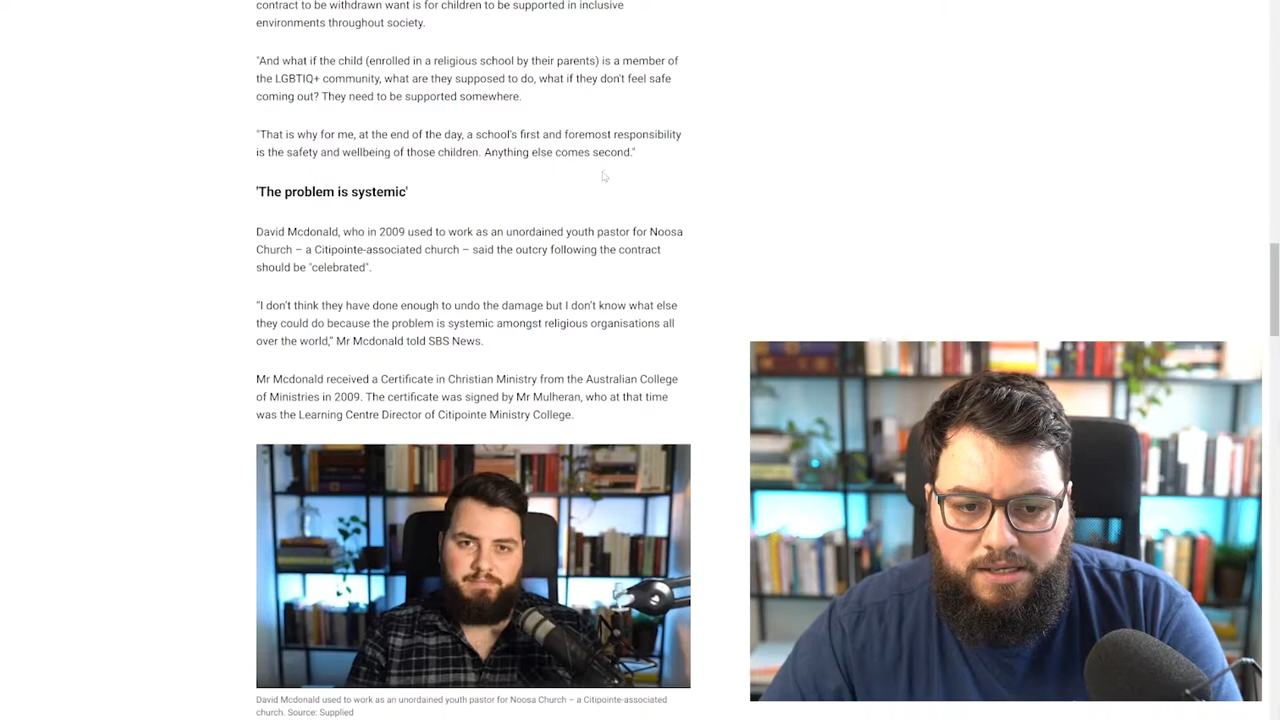 contract to be withdrawn want is for children to be supported in inclusive
environments throughout society.
"And what if the child (enrolled in a religious school by their parents) is a member of
the LGBTIQ+ community, what are they supposed to do, what if they don't feel safe
coming out? They need to be supported somewhere.
"That is why for me, at the end of the day, a school's first and foremost responsibility
is the safety and wellbeing of those children. Anything else comes second."
'The problem is systemic'
David Mcdonald, who in 2009 used to work as an unordained youth pastor for Noosa
Church – a Citipointe-associated church – said the outcry following the contract
should be "celebrated".
"I don't think they have done enough to undo the damage but I don't know what else
they could do because the problem is systemic amongst religious organisations all
over the world," Mr Mcdonald told SBS News.
Mr Mcdonald received a Certificate in Christian Ministry from the Australian College
of Ministries in 2009. The certificate was signed by Mr Mulheran, who at that time
was the Learning Centre Director of Citipointe Ministry College.
David Mcdonald used to work as an unordained youth pastor for Noosa Church – a Citipointe-associated
church. Source: Supplied